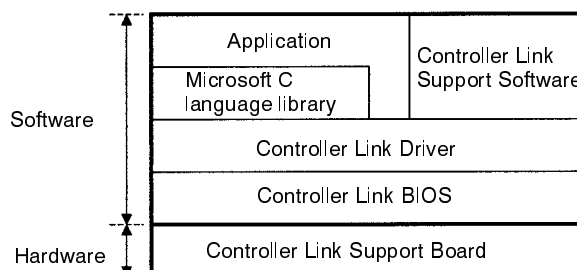 Application
Controller Link
Support Software
Microsoft C
language library
Software
Controller Link Driver
Controller Link BIOS
Hardware
Controller Link Support Board